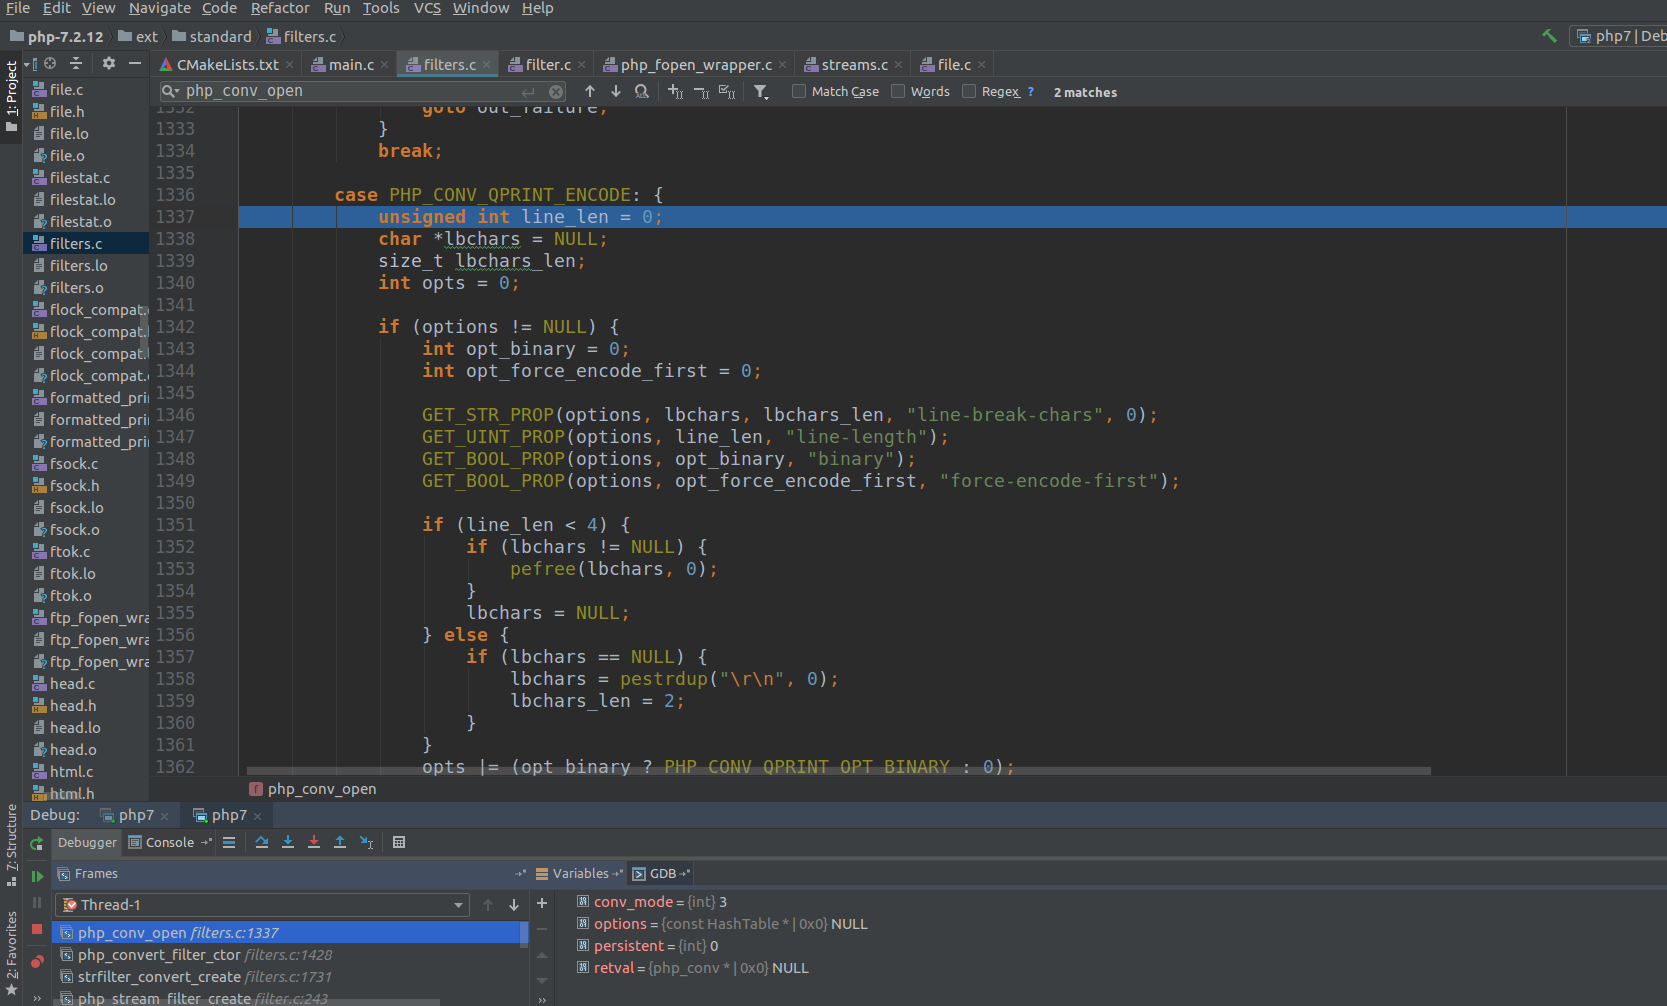 File Edit View Navigate Code Refactor Run Tools VCS Window Help
php-7.2.12 ext standard filters.c php7 | Deb
1: Project
CMakeLists.txt main.c filters.c filter.c php_fopen_wrapper.c streams.c file.c
php_conv_open Match Case Words Regex ? 2 matches
file.c
file.h
file.lo
file.o
filestat.c
filestat.lo
filestat.o
filters.c
filters.lo
filters.o
flock_compat.
flock_compat.
flock_compat.
flock_compat.
formatted_pri
formatted_pri
formatted_pri
fsock.c
fsock.h
fsock.lo
fsock.o
ftok.c
ftok.lo
ftok.o
ftp_fopen_wra
ftp_fopen_wra
ftp_fopen_wra
head.c
head.h
head.lo
head.o
html.c
html.h
1332 goto out_failure;
1333 }
1334 break;
1335
1336 case PHP_CONV_QPRINT_ENCODE: {
1337 unsigned int line_len = 0;
1338 char *lbchars = NULL;
1339 size_t lbchars_len;
1340 int opts = 0;
1341
1342 if (options != NULL) {
1343 int opt_binary = 0;
1344 int opt_force_encode_first = 0;
1345
1346 GET_STR_PROP(options, lbchars, lbchars_len, "line-break-chars", 0);
1347 GET_UINT_PROP(options, line_len, "line-length");
1348 GET_BOOL_PROP(options, opt_binary, "binary");
1349 GET_BOOL_PROP(options, opt_force_encode_first, "force-encode-first");
1350
1351 if (line_len < 4) {
1352 if (lbchars != NULL) {
1353 pefree(lbchars, 0);
1354 }
1355 lbchars = NULL;
1356 } else {
1357 if (lbchars == NULL) {
1358 lbchars = pestrdup("\r\n", 0);
1359 lbchars_len = 2;
1360 }
1361 }
1362 opts |= (opt_binary ? PHP_CONV_QPRINT_OPT_BINARY : 0);
f php_conv_open
7: Structure
2: Favorites
Debug: php7 php7
Debugger Console
Frames Variables GDB
Thread-1
php_conv_open filters.c:1337
php_convert_filter_ctor filters.c:1428
strfilter_convert_create filters.c:1731
php_stream_filter_create filter.c:243
conv_mode = {int} 3
options = {const HashTable * | 0x0} NULL
persistent = {int} 0
retval = {php_conv * | 0x0} NULL